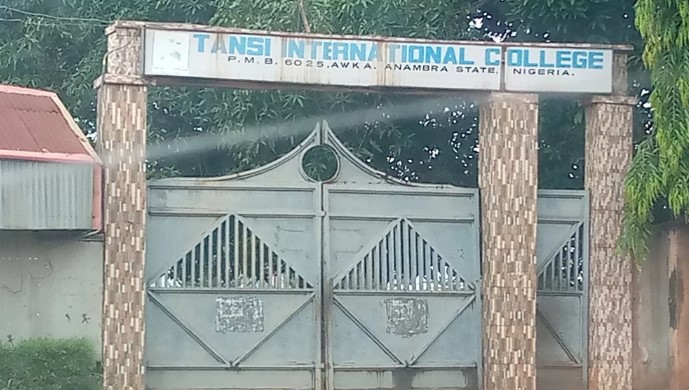 TANSI INTERNATIONAL COLLEGE
P.M.B. 6025, AWKA. ANAMBRA STATE, NIGERIA.